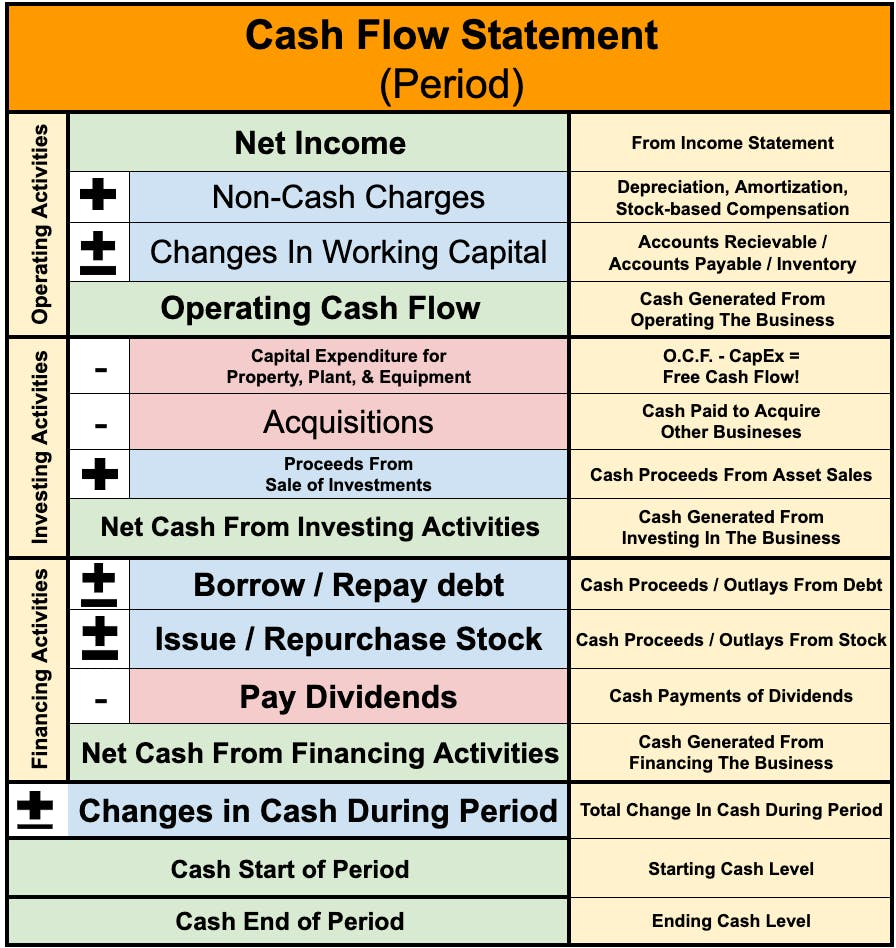 Cash Flow Statement
(Period)
Operating Activities
Net Income
From Income Statement
+
Non-Cash Charges
Depreciation, Amortization,
Stock-based Compensation
±
Changes In Working Capital
Accounts Recievable /
Accounts Payable / Inventory
Operating Cash Flow
Cash Generated From
Operating The Business
Investing Activities
-
Capital Expenditure for
Property, Plant, & Equipment
O.C.F. - CapEx =
Free Cash Flow!
-
Acquisitions
Cash Paid to Acquire
Other Busineses
+
Proceeds From
Sale of Investments
Cash Proceeds From Asset Sales
Net Cash From Investing Activities
Cash Generated From
Investing In The Business
Financing Activities
±
Borrow / Repay debt
Cash Proceeds / Outlays From Debt
±
Issue / Repurchase Stock
Cash Proceeds / Outlays From Stock
-
Pay Dividends
Cash Payments of Dividends
Net Cash From Financing Activities
Cash Generated From
Financing The Business
±
Changes in Cash During Period
Total Change In Cash During Period
Cash Start of Period
Starting Cash Level
Cash End of Period
Ending Cash Level